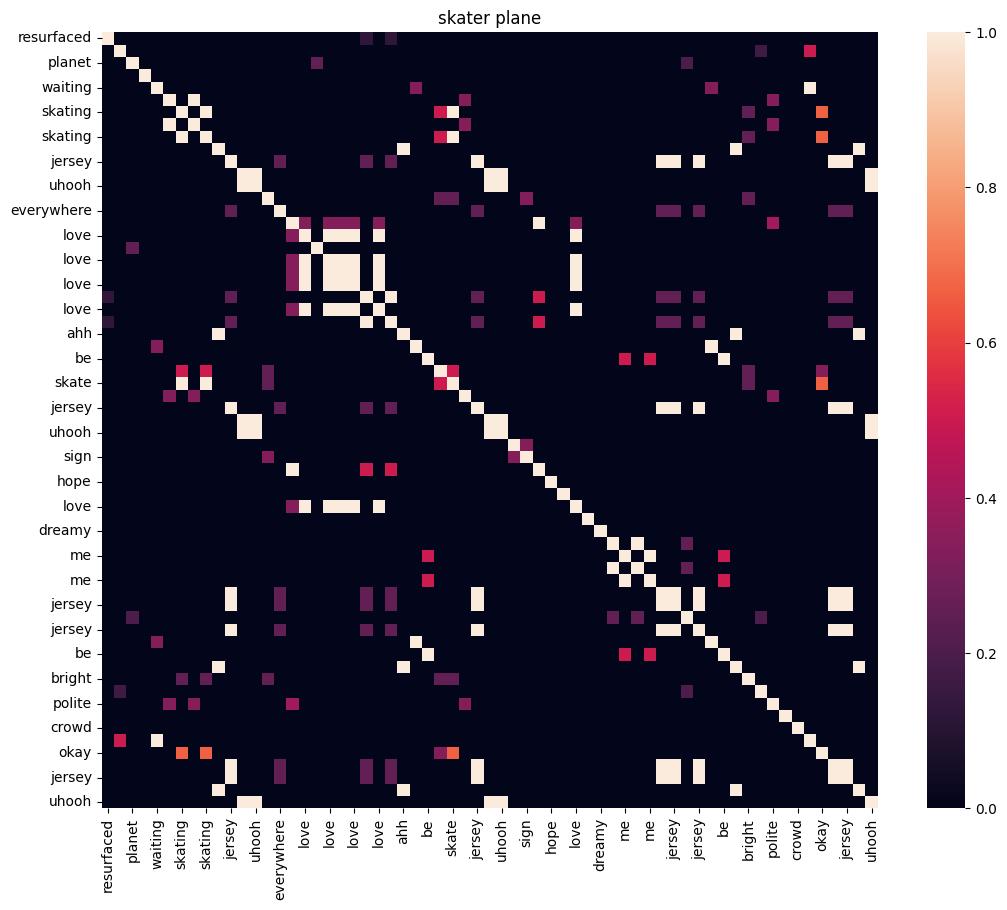 skater plane
resurfaced
planet
waiting
skating
skating
jersey
uhooh
everywhere
love
love
love
love
ahh
be
skate
jersey
uhooh
sign
hope
love
dreamy
me
me
jersey
jersey
be
bright
polite
crowd
okay
jersey
uhooh
resurfaced
planet
waiting
skating
skating
jersey
uhooh
everywhere
love
love
love
love
ahh
be
skate
jersey
uhooh
sign
hope
love
dreamy
me
me
jersey
jersey
be
bright
polite
crowd
okay
jersey
uhooh
1.0
0.8
0.6
0.4
0.2
0.0